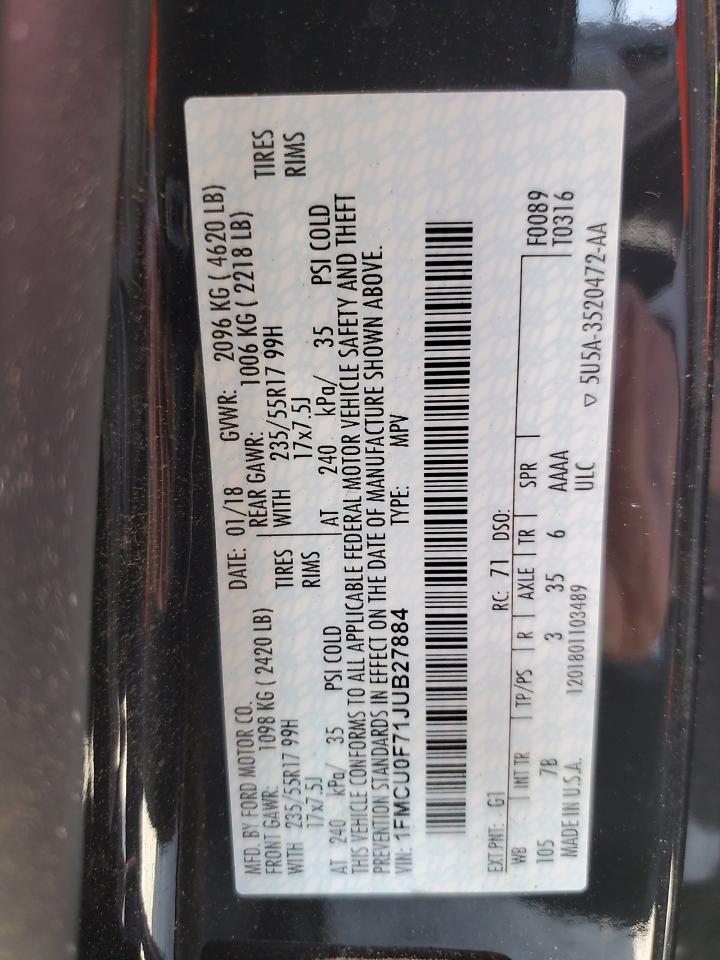 MFD. BY FORD MOTOR CO. DATE: 01/18 GVWR: 2096 KG ( 4620 LB)
FRONT GAWR: 1098 KG ( 2420 LB) REAR GAWR: 1006 KG ( 2218 LB)
WITH 235/55R17 99H TIRES WITH 235/55R17 99H TIRES
17x7.5J RIMS 17x7.5J RIMS
AT 240 kPa/ 35 PSI COLD AT 240 kPa/ 35 PSI COLD
THIS VEHICLE CONFORMS TO ALL APPLICABLE FEDERAL MOTOR VEHICLE SAFETY AND THEFT
PREVENTION STANDARDS IN EFFECT ON THE DATE OF MANUFACTURE SHOWN ABOVE.
VIN: 1FMCU0F71JUB27884 TYPE: MPV
EXT PNT: G1 RC: 71 DSO:
WB INT TR TP/PS R AXLE TR SPR F0089
105 7B 3 35 6 AAAA T0316
MADE IN U.S.A. 1201801103489 ULC
▽ 5U5A-3520472-AA